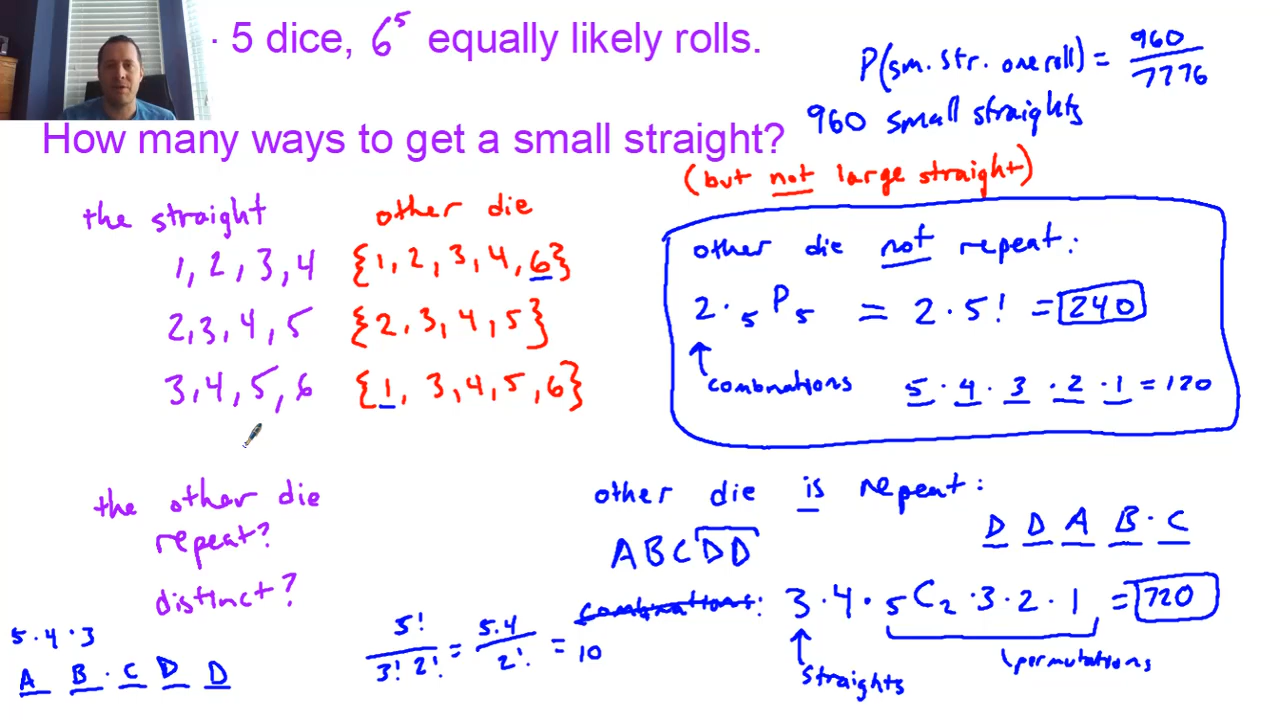 · 5 dice, 6^5 equally likely rolls.
P(sm. str. one roll) = 960/7776
960 small straights
How many ways to get a small straight?
(but not large straight)
the straight
other die
1, 2, 3, 4 {1, 2, 3, 4, 6}
2, 3, 4, 5 {2, 3, 4, 5}
3, 4, 5, 6 {1, 3, 4, 5, 6}
other die not repeat:
2 · 5P5 = 2 · 5! = 240
combnations
5 · 4 · 3 · 2 · 1 = 120
the other die
repeat?
distinct?
other die is repeat:
D D A B · C
A B C D D
combinations: 3 · 4 · 5C2 · 3 · 2 · 1 = 720
straights
permutations
5!/(3! 2!) = 5·4/2! = 10
5 · 4 · 3
A B · C D D